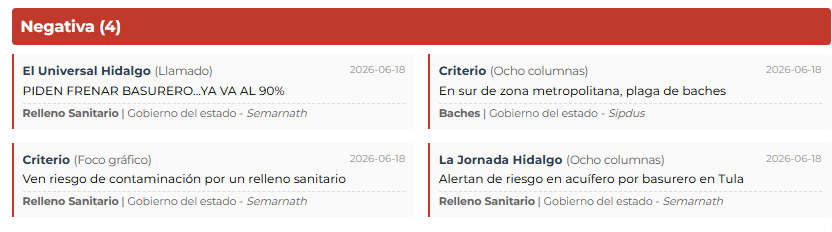 Negativa (4)
El Universal Hidalgo (Llamado) 2026-06-18
PIDEN FRENAR BASURERO...YA VA AL 90%
Relleno Sanitario | Gobierno del estado - Semarnath
Criterio (Ocho columnas) 2026-06-18
En sur de zona metropolitana, plaga de baches
Baches | Gobierno del estado - Sipdus
Criterio (Foco gráfico) 2026-06-18
Ven riesgo de contaminación por un relleno sanitario
Relleno Sanitario | Gobierno del estado - Semarnath
La Jornada Hidalgo (Ocho columnas) 2026-06-18
Alertan de riesgo en acuífero por basurero en Tula
Relleno Sanitario | Gobierno del estado - Semarnath